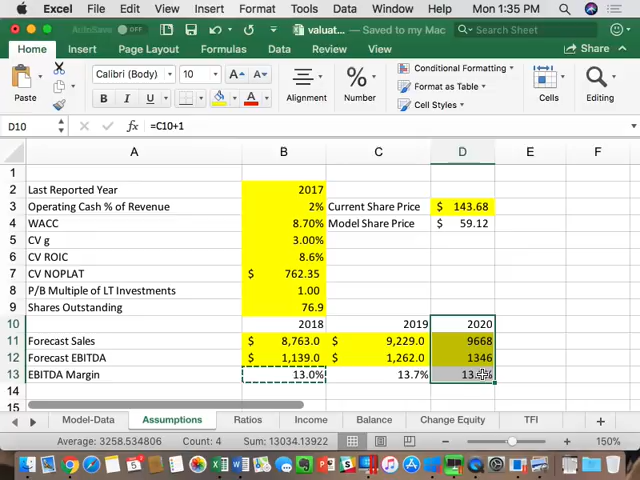 Excel File Edit View Insert Format Tools Data Window Help Mon 1:35 PM
AutoSave OFF valuat... — Saved to my Mac Search Sheet
Home Insert Page Layout Formulas Data Review View Share
Paste Calibri (Body) 10 A A Alignment % Number Conditional Formatting Format as Table Cell Styles Cells Editing
B I U A
D10 fx =C10+1
A B C D E F
1
2 Last Reported Year 2017
3 Operating Cash % of Revenue 2% Current Share Price $ 143.68
4 WACC 8.70% Model Share Price $ 59.12
5 CV g 3.00%
6 CV ROIC 8.6%
7 CV NOPLAT $ 762.35
8 P/B Multiple of LT Investments 1.00
9 Shares Outstanding 76.9
10 2018 2019 2020
11 Forecast Sales $ 8,763.0 $ 9,229.0 9668
12 Forecast EBITDA $ 1,139.0 $ 1,262.0 1346
13 EBITDA Margin 13.0% 13.7%
14
15
Model-Data Assumptions Ratios Income Balance Change Equity TFI
Average: 3258.534806 Count: 4 Sum: 13034.13922 150%